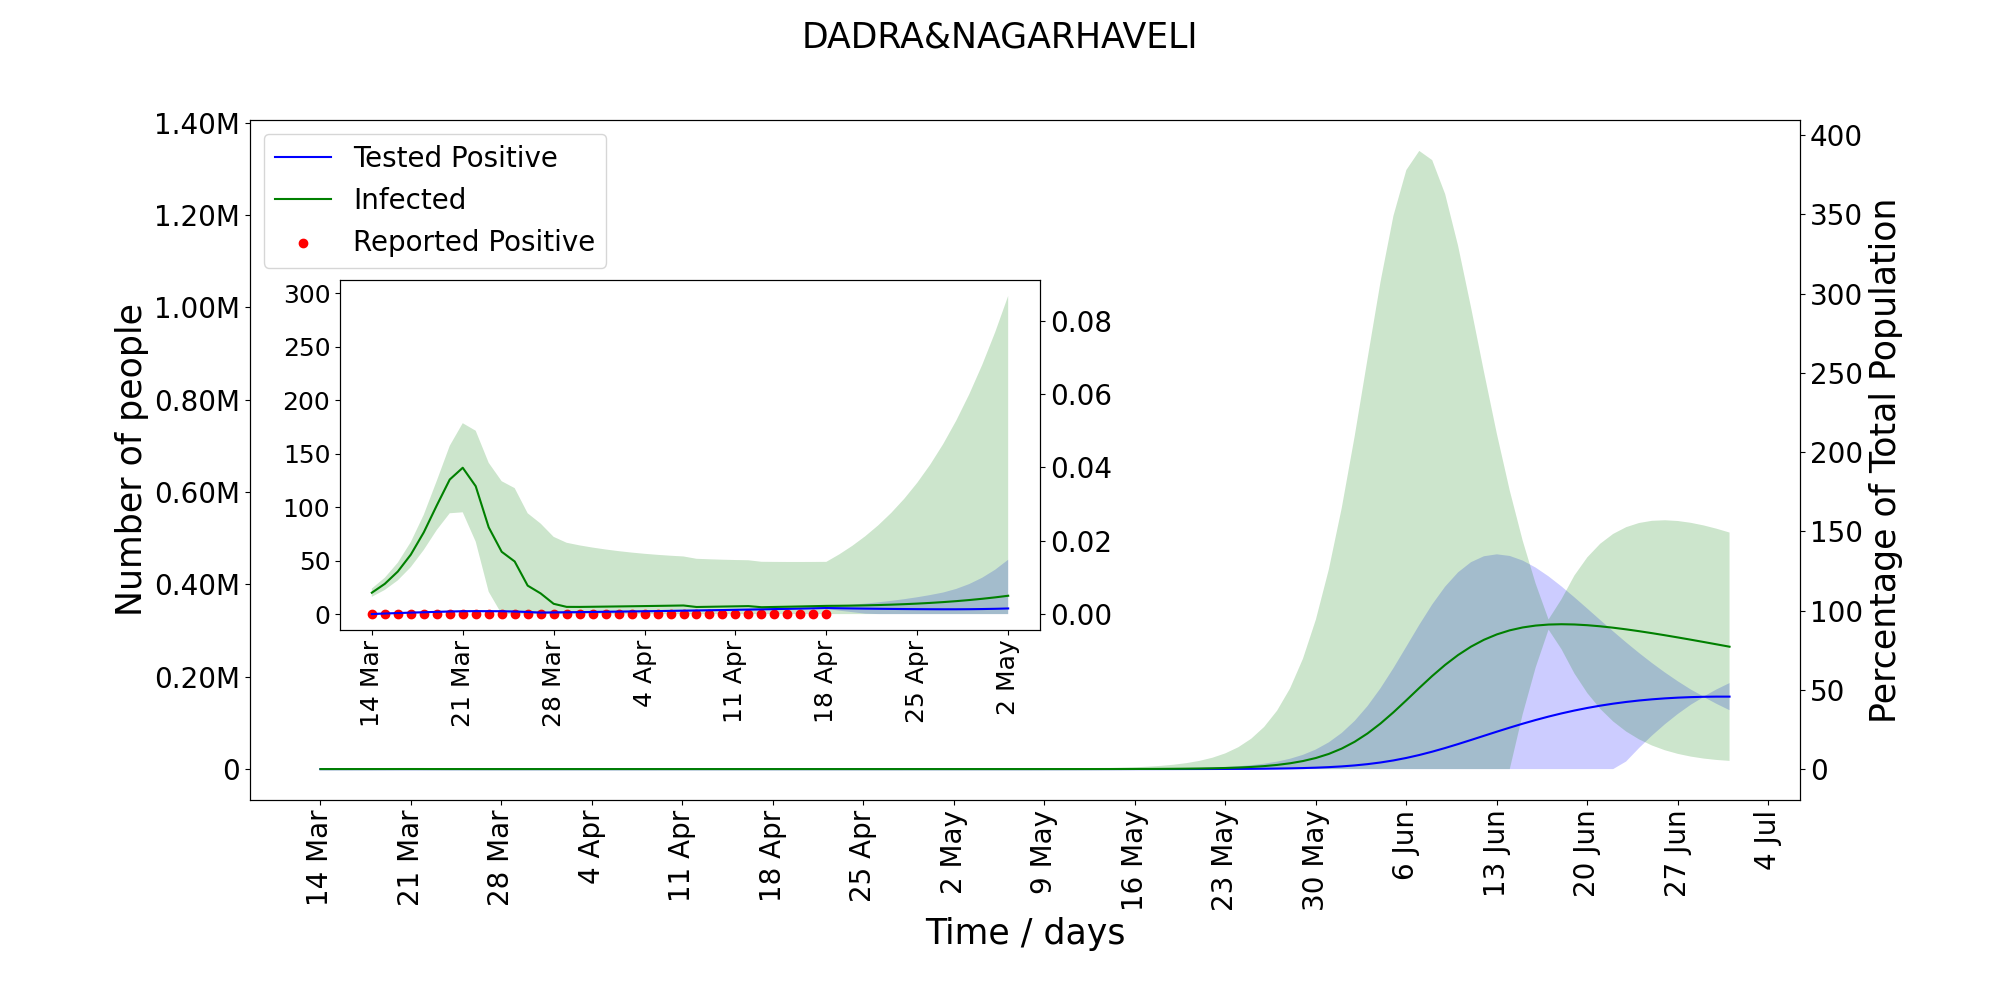 DADRA&NAGARHAVELI
Tested Positive
Infected
Reported Positive
Number of people
1.40M
1.20M
1.00M
0.80M
0.60M
0.40M
0.20M
0
300
250
200
150
100
50
0
0.08
0.06
0.04
0.02
0.00
14 Mar
21 Mar
28 Mar
4 Apr
11 Apr
18 Apr
25 Apr
2 May
400
350
300
250
200
150
100
50
0
Percentage of Total Population
14 Mar
21 Mar
28 Mar
4 Apr
11 Apr
18 Apr
25 Apr
2 May
9 May
16 May
23 May
30 May
6 Jun
13 Jun
20 Jun
27 Jun
4 Jul
Time / days